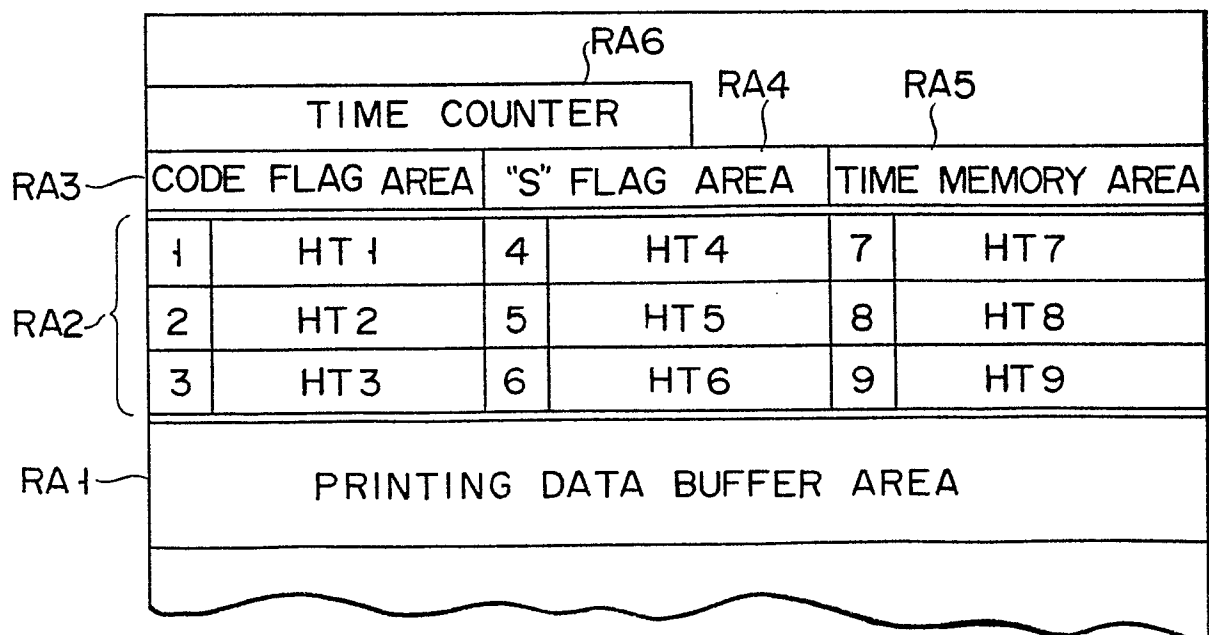 RA6
RA4 RA5
TIME COUNTER
RA3 CODE FLAG AREA "S" FLAG AREA TIME MEMORY AREA
1 HT1 4 HT4 7 HT7
RA2 2 HT2 5 HT5 8 HT8
3 HT3 6 HT6 9 HT9
RA1 PRINTING DATA BUFFER AREA